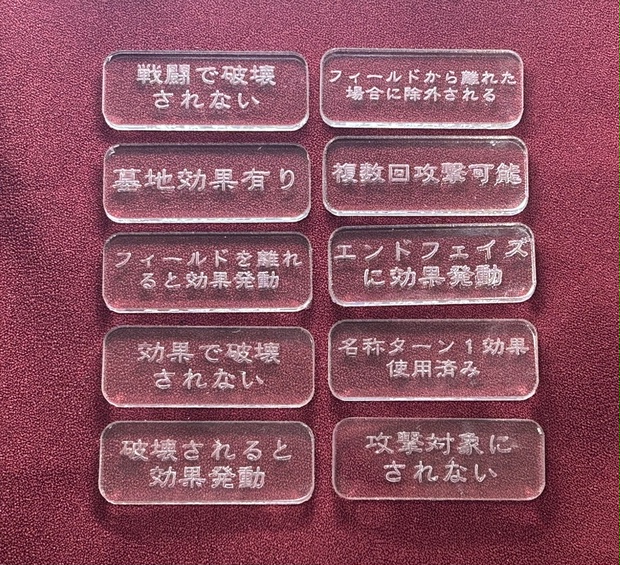 戦闘で破壊
されない
フィールドから離れた
場合に除外される
墓地効果有り
複数回攻撃可能
フィールドを離れ
ると効果発動
エンドフェイズ
に効果発動
効果で破壊
されない
名称ターン1効果
使用済み
破壊されると
効果発動
攻撃対象に
されない